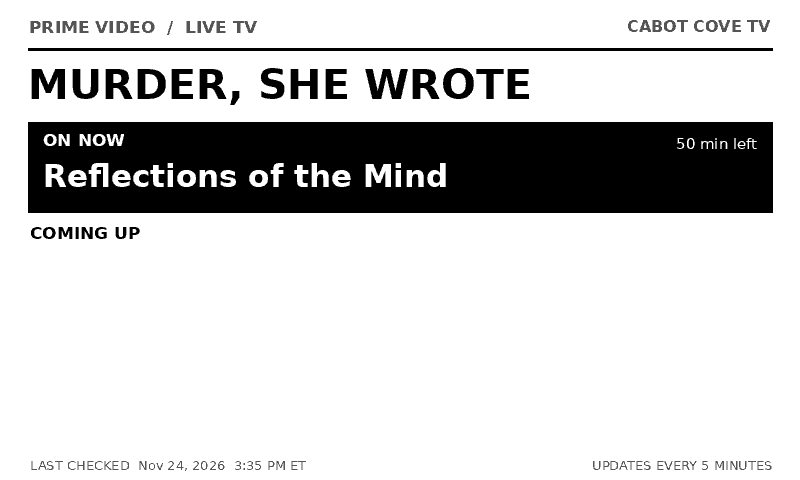 PRIME VIDEO / LIVE TV
CABOT COVE TV
MURDER, SHE WROTE
ON NOW
50 min left
Reflections of the Mind
COMING UP
LAST CHECKED Nov 24, 2026 3:35 PM ET
UPDATES EVERY 5 MINUTES